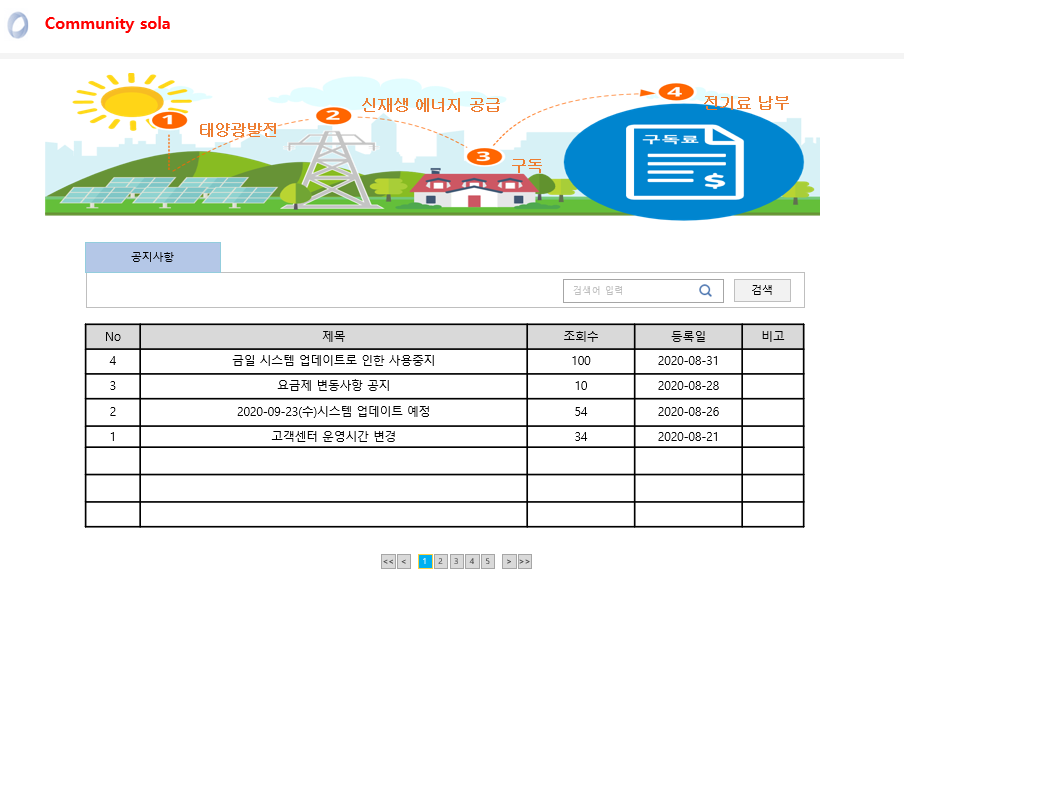 Community sola
1
태양광발전
2
신재생 에너지 공급
3
구독
4
전기료 납부
구독료
$
공지사항
검색어 입력
검색
No 제목 조회수 등록일 비고
4 금일 시스템 업데이트로 인한 사용중지 100 2020-08-31
3 요금제 변동사항 공지 10 2020-08-28
2 2020-09-23(수)시스템 업데이트 예정 54 2020-08-26
1 고객센터 운영시간 변경 34 2020-08-21
<< < 1 2 3 4 5 > >>